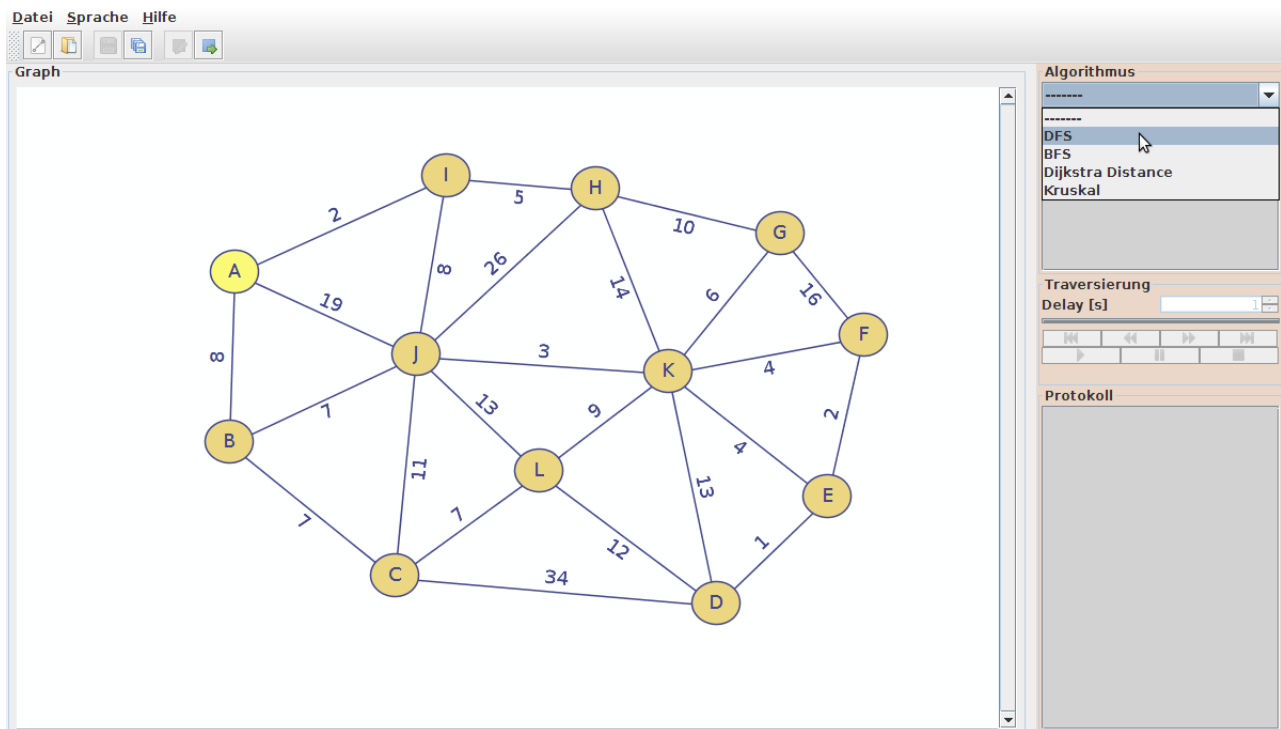 Datei Sprache Hilfe
Graph
I
H
G
A
J
K
F
B
L
E
C
D
2
5
10
19
8
26
14
6
16
8
3
4
7
13
9
2
11
4
7
7
13
12
1
34
Algorithmus
-------
-------
DFS
BFS
Dijkstra Distance
Kruskal
Traversierung
Delay [s] 1
Protokoll